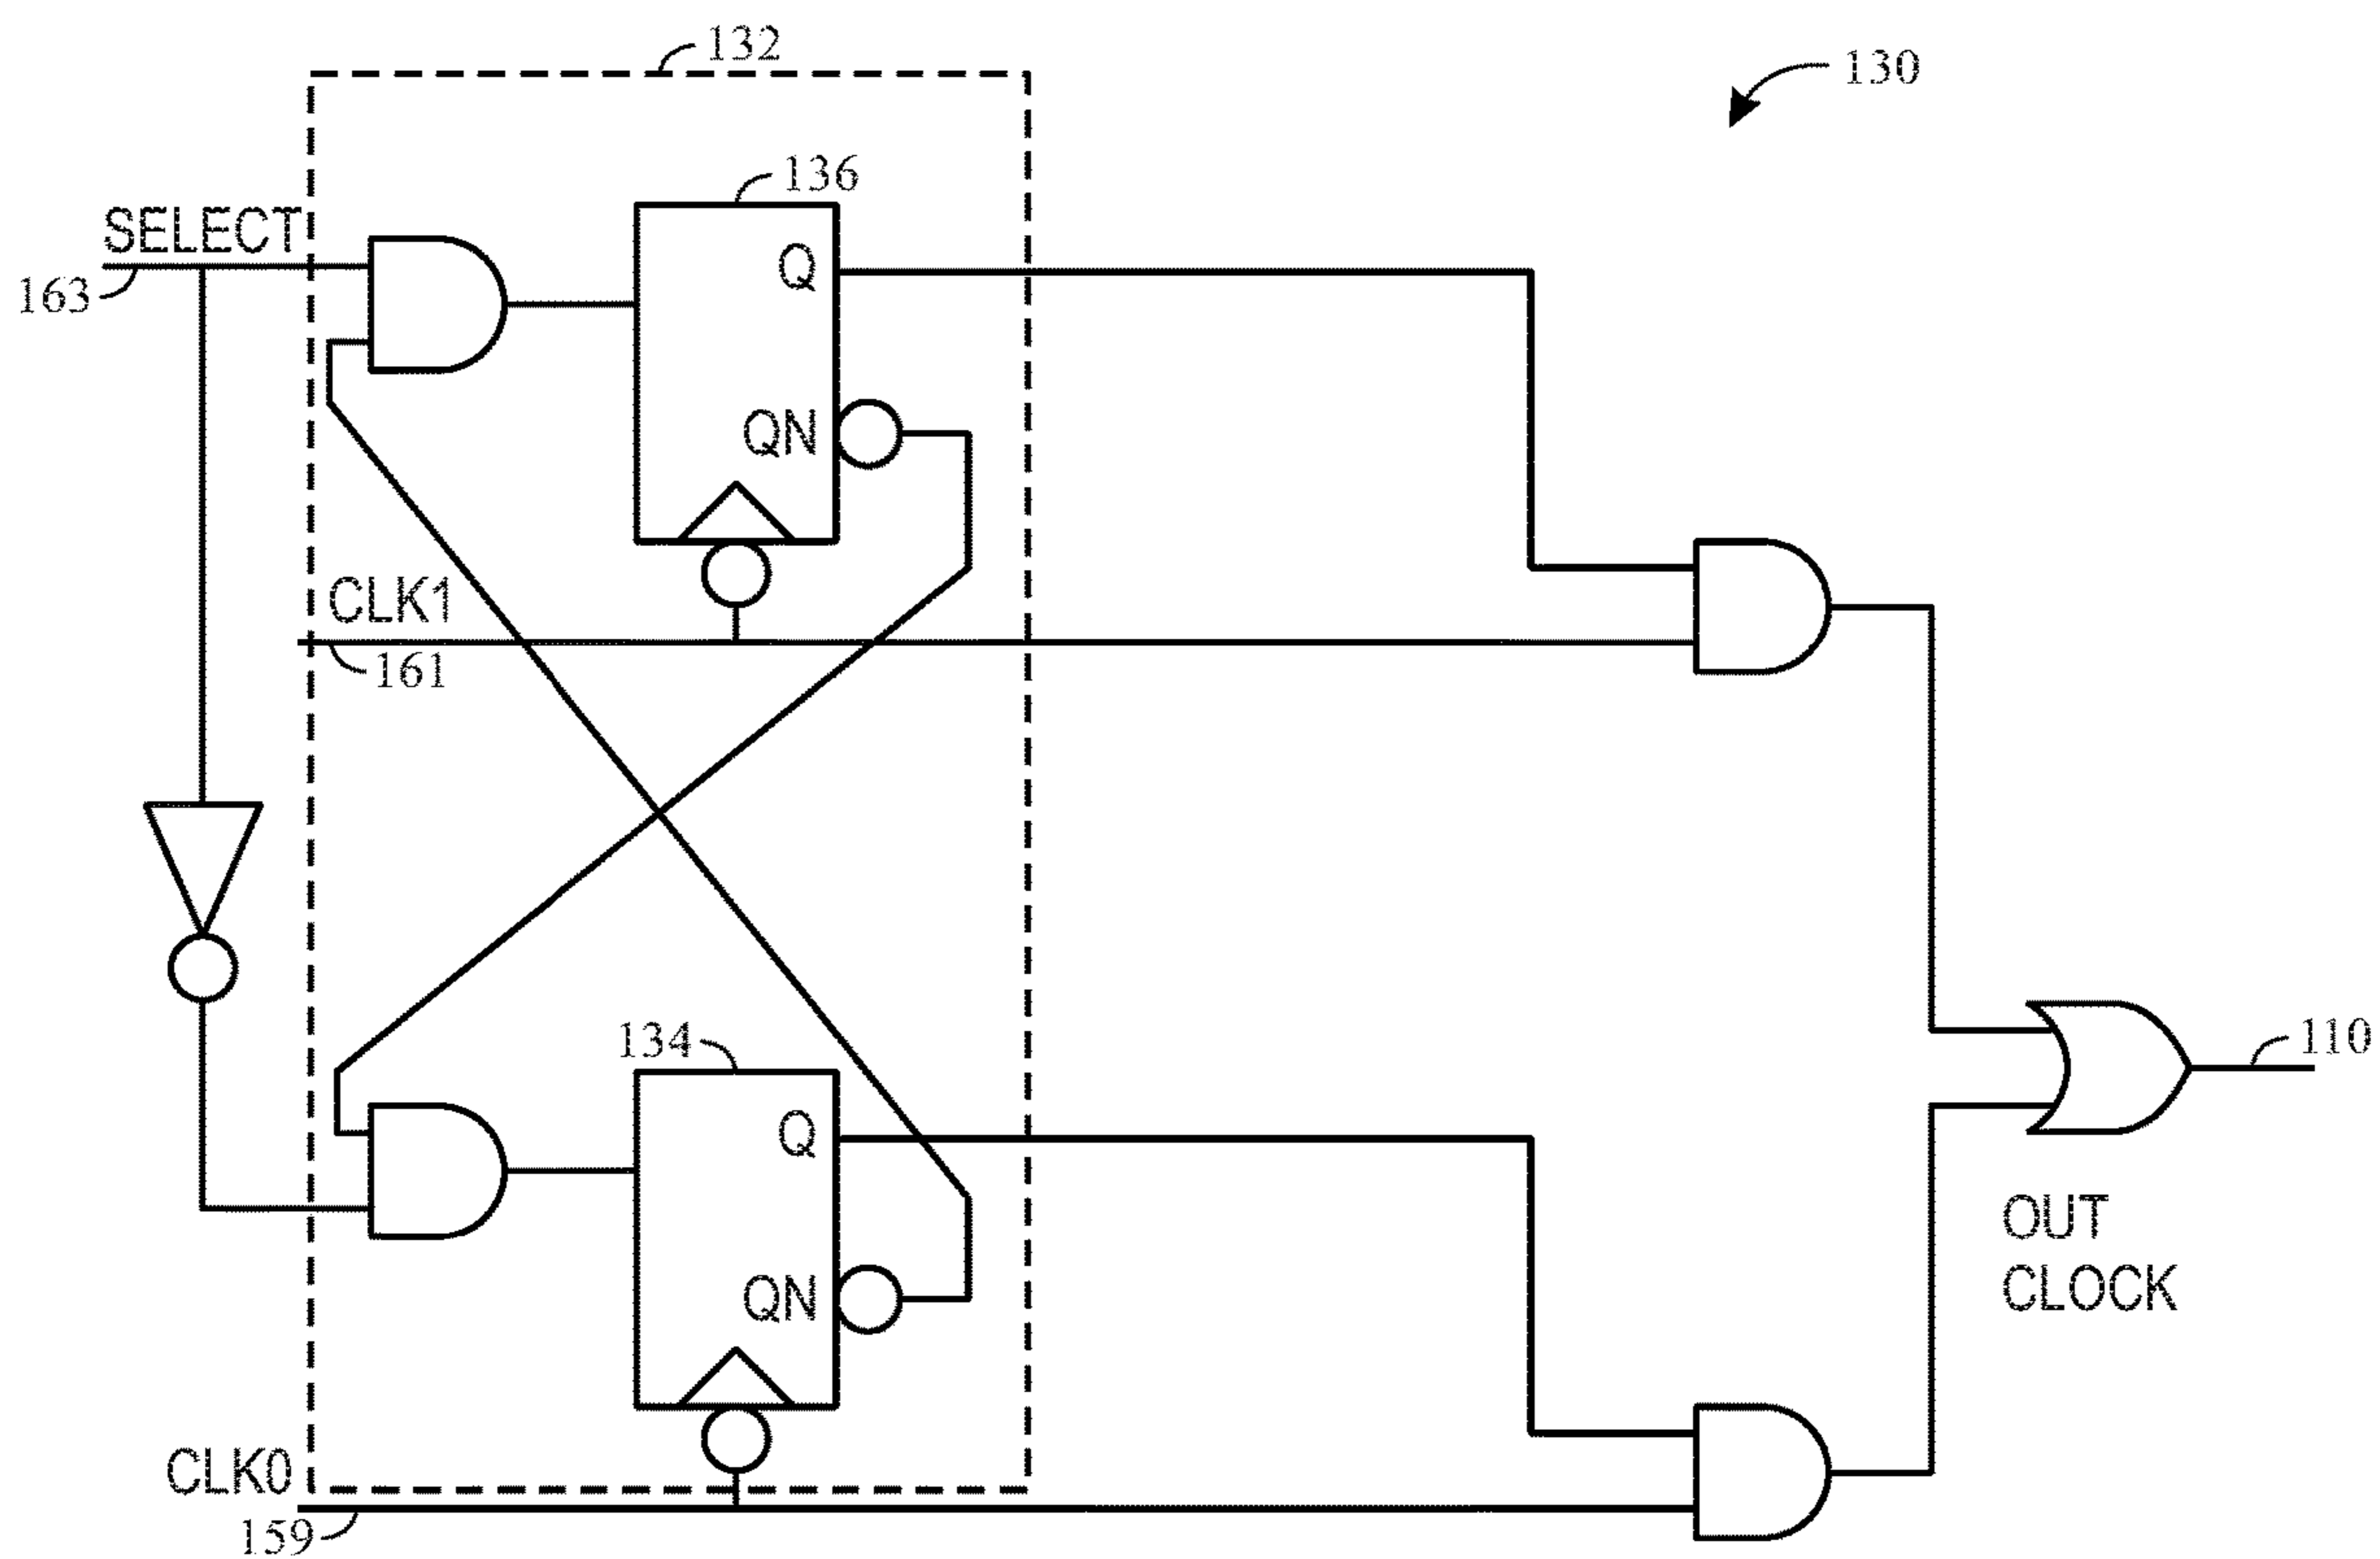 132
130
136
SELECT
Q
163
QN
CLK1
161
134
110
Q
OUT
CLOCK
QN
CLK0
159